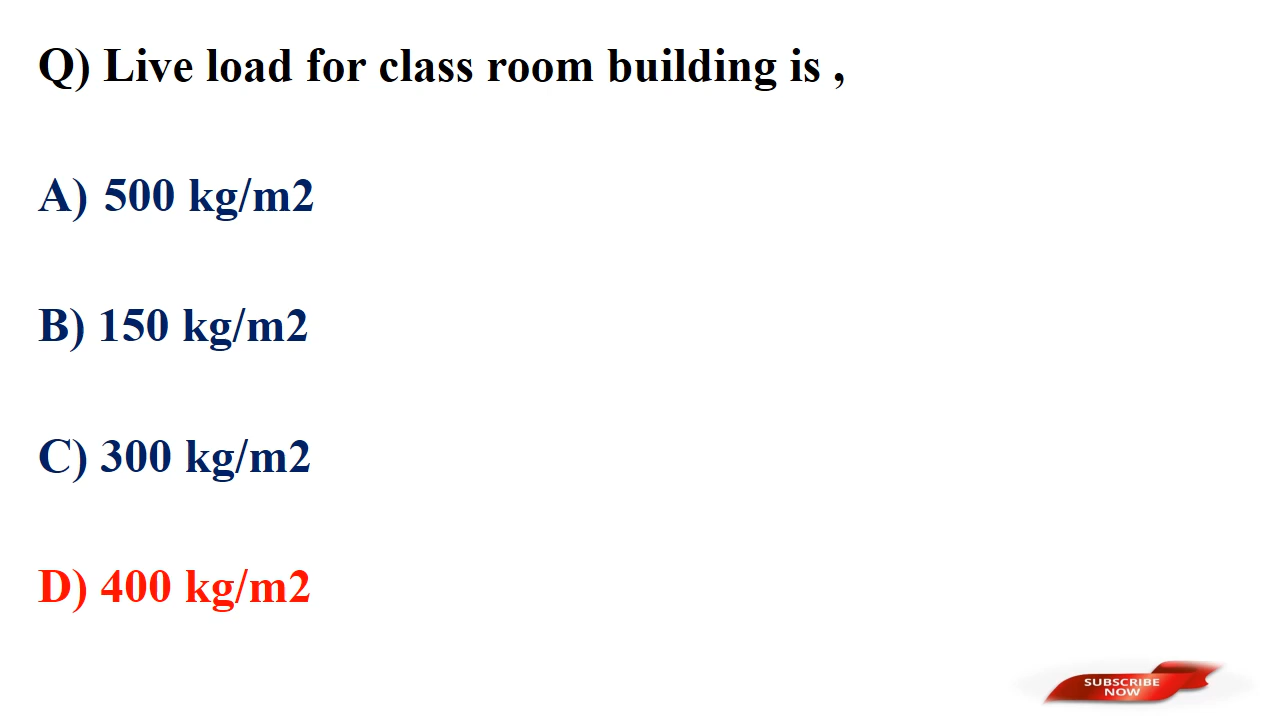 Q) Live load for class room building is ,
A) 500 kg/m2
B) 150 kg/m2
C) 300 kg/m2
D) 400 kg/m2
SUBSCRIBE
NOW